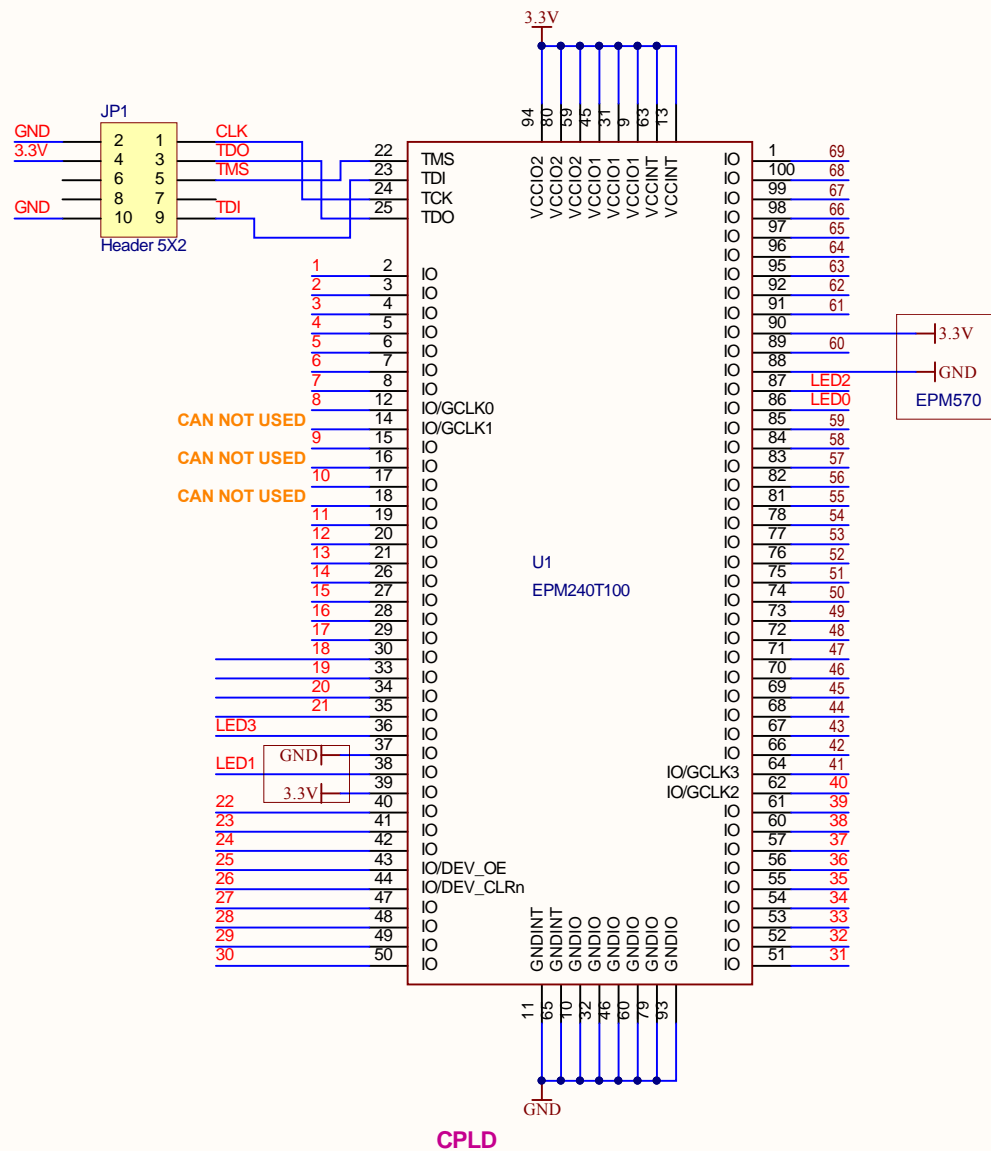 3.3V
94 80 59 45 31 9 63 13
VCCIO2 VCCIO2 VCCIO2 VCCIO1 VCCIO1 VCCIO1 VCCINT VCCINT
JP1
GND 2 1 CLK
3.3V 4 3 TDO
6 5 TMS
8 7
GND 10 9 TDI
Header 5X2
22 TMS
23 TDI
24 TCK
25 TDO
1 2 IO
2 3 IO
3 4 IO
4 5 IO
5 6 IO
6 7 IO
7 8 IO
8 12 IO/GCLK0
CAN NOT USED 14 IO/GCLK1
9 15 IO
CAN NOT USED 16 IO
10 17 IO
CAN NOT USED 18 IO
11 19 IO
12 20 IO
13 21 IO
14 26 IO
15 27 IO
16 28 IO
17 29 IO
18 30 IO
19 33 IO
20 34 IO
21 35 IO
LED3 36 IO
GND 37 IO
LED1 38 IO
3.3V 39 IO
22 40 IO
23 41 IO
24 42 IO
25 43 IO/DEV_OE
26 44 IO/DEV_CLRn
27 47 IO
28 48 IO
29 49 IO
30 50 IO
U1
EPM240T100
IO 1 69
IO 100 68
IO 99 67
IO 98 66
IO 97 65
IO 96 64
IO 95 63
IO 92 62
IO 91 61
IO 90 3.3V
IO 89 60
IO 88 GND
IO 87 LED2
IO 86 LED0
EPM570
IO 85 59
IO 84 58
IO 83 57
IO 82 56
IO 81 55
IO 78 54
IO 77 53
IO 76 52
IO 75 51
IO 74 50
IO 73 49
IO 72 48
IO 71 47
IO 70 46
IO 69 45
IO 68 44
IO 67 43
IO 66 42
IO/GCLK3 64 41
IO/GCLK2 62 40
IO 61 39
IO 60 38
IO 57 37
IO 56 36
IO 55 35
IO 54 34
IO 53 33
IO 52 32
IO 51 31
GNDINT GNDINT GNDIO GNDIO GNDIO GNDIO GNDIO GNDIO
11 65 10 32 46 60 79 93
GND
CPLD